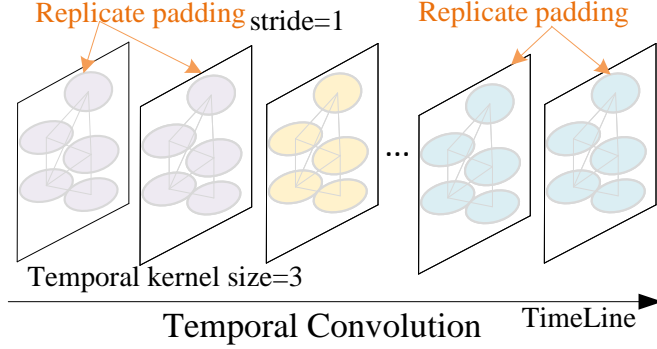 Replicate padding
stride=1
Replicate padding
...
Temporal kernel size=3
TimeLine
Temporal Convolution